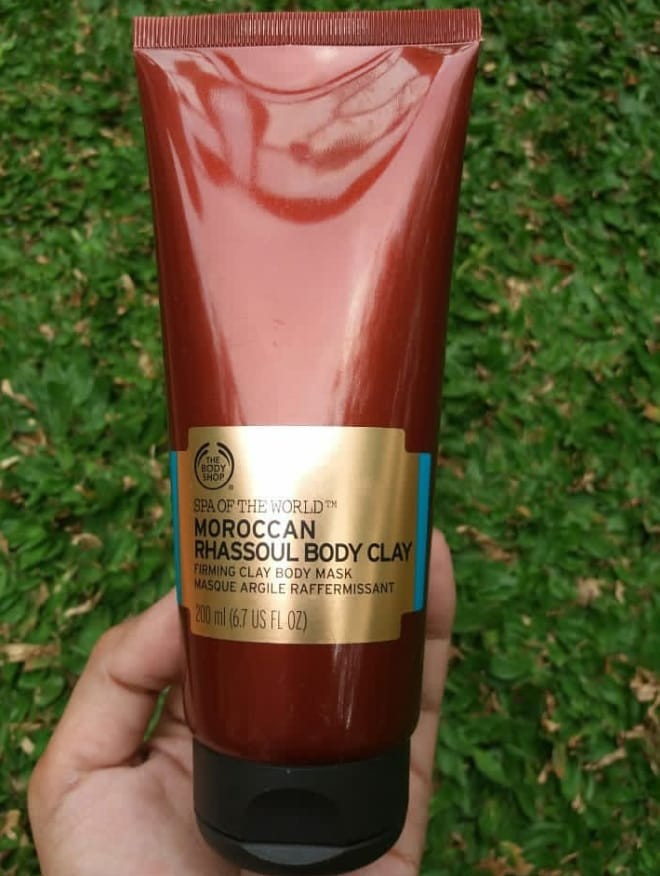 THE
BODY
SHOP
SPA OF THE WORLD™
MOROCCAN
RHASSOUL BODY CLAY
FIRMING CLAY BODY MASK
MASQUE ARGILE RAFFERMISSANT
200 ml (6.7 US FL OZ)